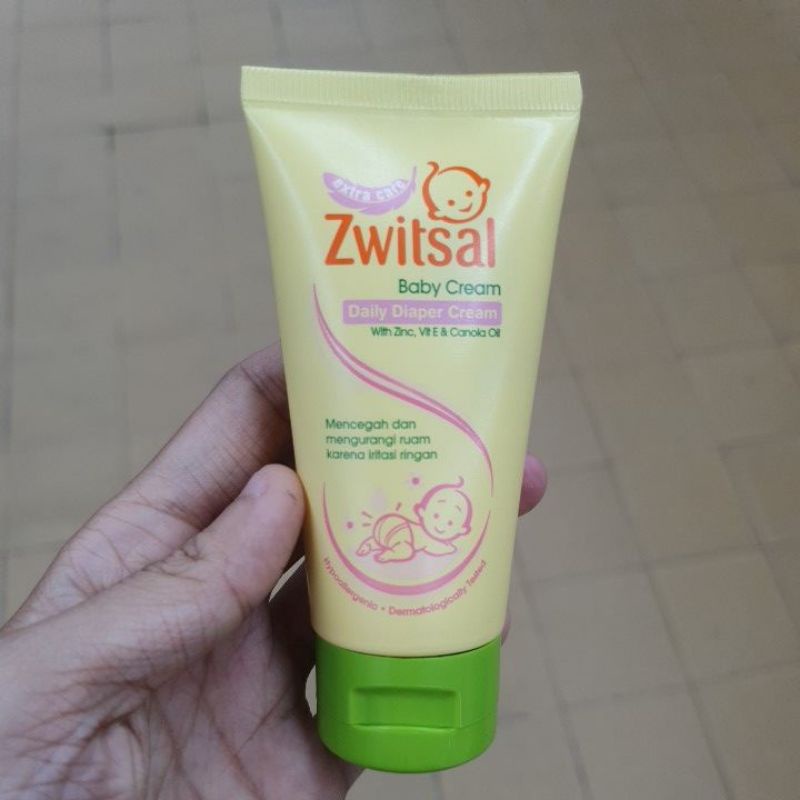 extra care
Zwitsal
Baby Cream
Daily Diaper Cream
With Zinc, Vit E & Canola Oil
Mencegah dan
mengurangi ruam
karena iritasi ringan
Hypoallergenic • Dermatologically Tested